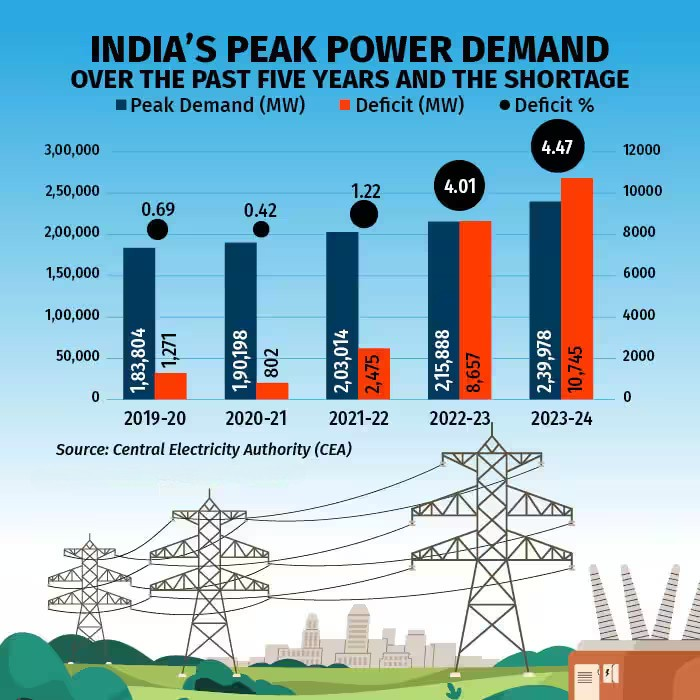 INDIA'S PEAK POWER DEMAND
OVER THE PAST FIVE YEARS AND THE SHORTAGE
Peak Demand (MW) Deficit (MW) Deficit %
3,00,000 12000
2,50,000 10000
2,00,000 8000
1,50,000 6000
1,00,000 4000
50,000 2000
0 0
0.69 0.42 1.22 4.01 4.47
1,83,804 1,271 1,90,198 802 2,03,014 2,475 2,15,888 8,657 2,39,978 10,745
2019-20 2020-21 2021-22 2022-23 2023-24
Source: Central Electricity Authority (CEA)